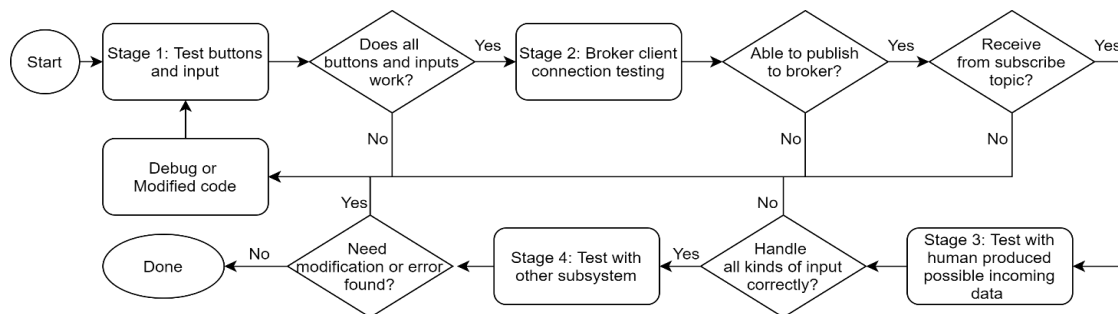 Start
Stage 1: Test buttons
and input
Does all
buttons and inputs
work?
Yes
Stage 2: Broker client
connection testing
Able to publish
to broker?
Yes
Receive
from subscribe
topic?
Yes
No
No
No
Debug or
Modified code
Yes
No
Done
No
Need
modification or error
found?
Stage 4: Test with
other subsystem
Yes
Handle
all kinds of input
correctly?
Stage 3: Test with
human produced
possible incoming
data